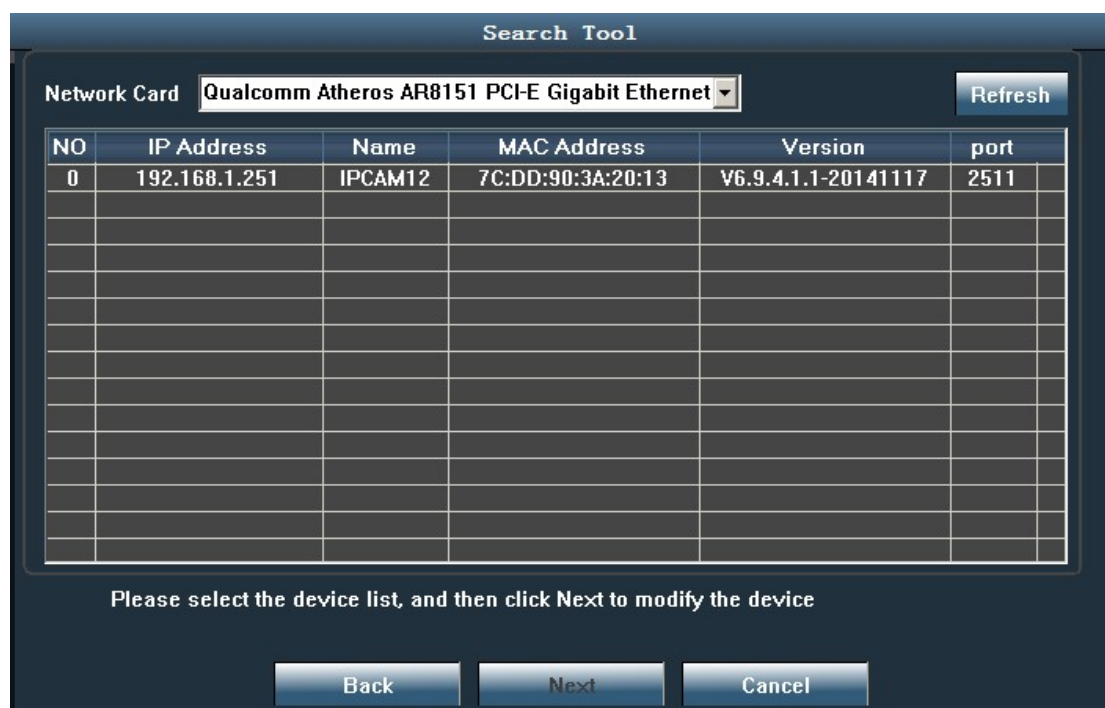 Search Tool
Network Card Qualcomm Atheros AR8151 PCI-E Gigabit Ethernet Refresh
NO IP Address Name MAC Address Version port
0 192.168.1.251 IPCAM12 7C:DD:90:3A:20:13 V6.9.4.1.1-20141117 2511
Please select the device list, and then click Next to modify the device
Back Next Cancel